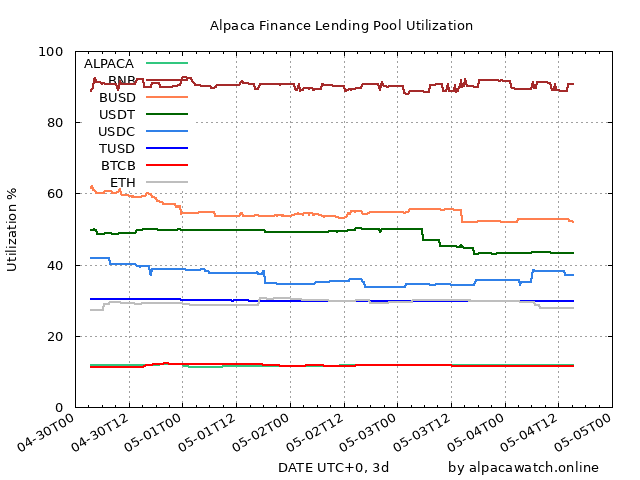 Alpaca Finance Lending Pool Utilization
100
80
60
40
20
0
Utilization %
ALPACA
BNB
BUSD
USDT
USDC
TUSD
BTCB
ETH
04-30T00
04-30T12
05-01T00
05-01T12
05-02T00
05-02T12
05-03T00
05-03T12
05-04T00
05-04T12
05-05T00
DATE UTC+0, 3d
by alpacawatch.online